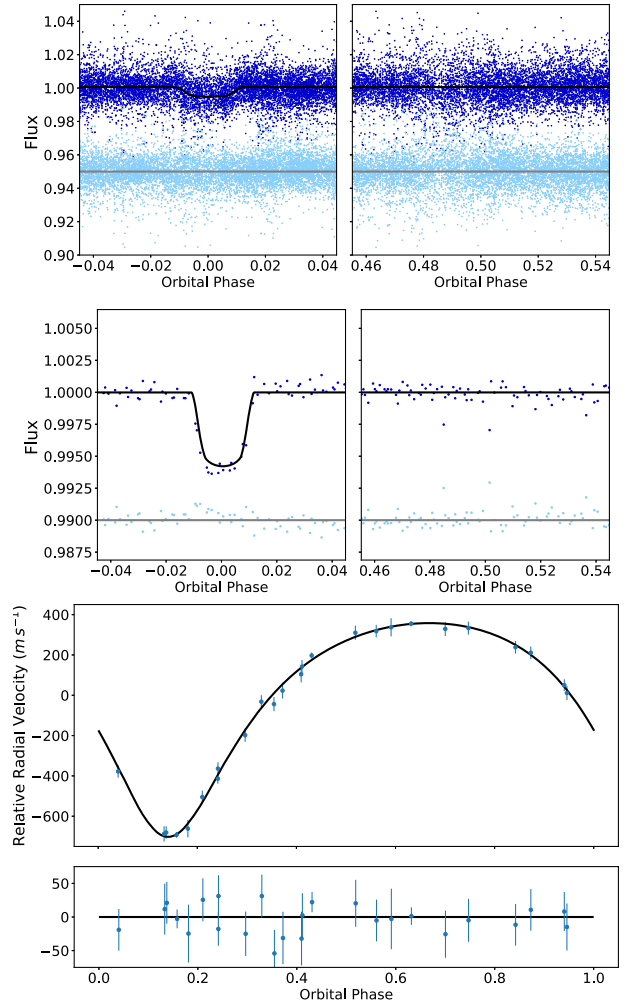 1.04
1.02
1.00
0.98
0.96
0.94
0.92
0.90
Flux
−0.04 −0.02 0.00 0.02 0.04
Orbital Phase
0.46 0.48 0.50 0.52 0.54
Orbital Phase
1.0050
1.0025
1.0000
0.9975
0.9950
0.9925
0.9900
0.9875
Flux
−0.04 −0.02 0.00 0.02 0.04
Orbital Phase
0.46 0.48 0.50 0.52 0.54
Orbital Phase
400
200
0
−200
−400
−600
Relative Radial Velocity (m s⁻¹)
50
0
−50
0.0 0.2 0.4 0.6 0.8 1.0
Orbital Phase